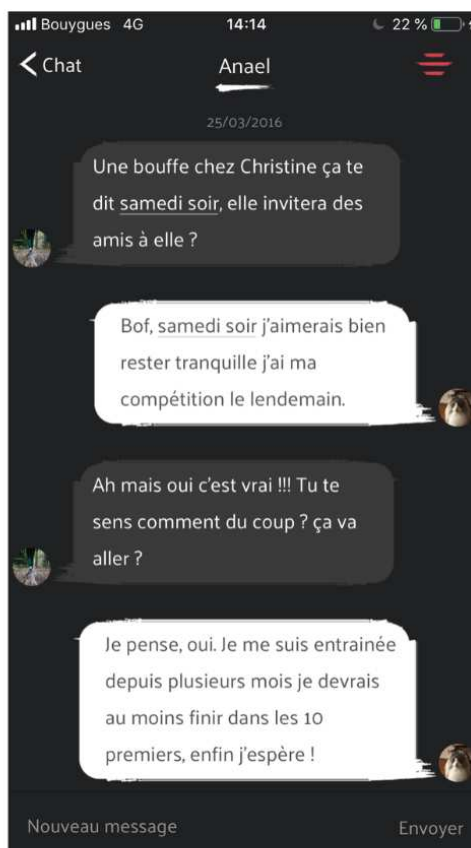 Bouygues 4G 14:14 22 %
Chat Anael
25/03/2016
Une bouffe chez Christine ça te
dit samedi soir, elle invitera des
amis à elle ?
Bof, samedi soir j'aimerais bien
rester tranquille j'ai ma
compétition le lendemain.
Ah mais oui c'est vrai !!! Tu te
sens comment du coup ? ça va
aller ?
Je pense, oui. Je me suis entrainée
depuis plusieurs mois je devrais
au moins finir dans les 10
premiers, enfin j'espère !
Nouveau message Envoyer